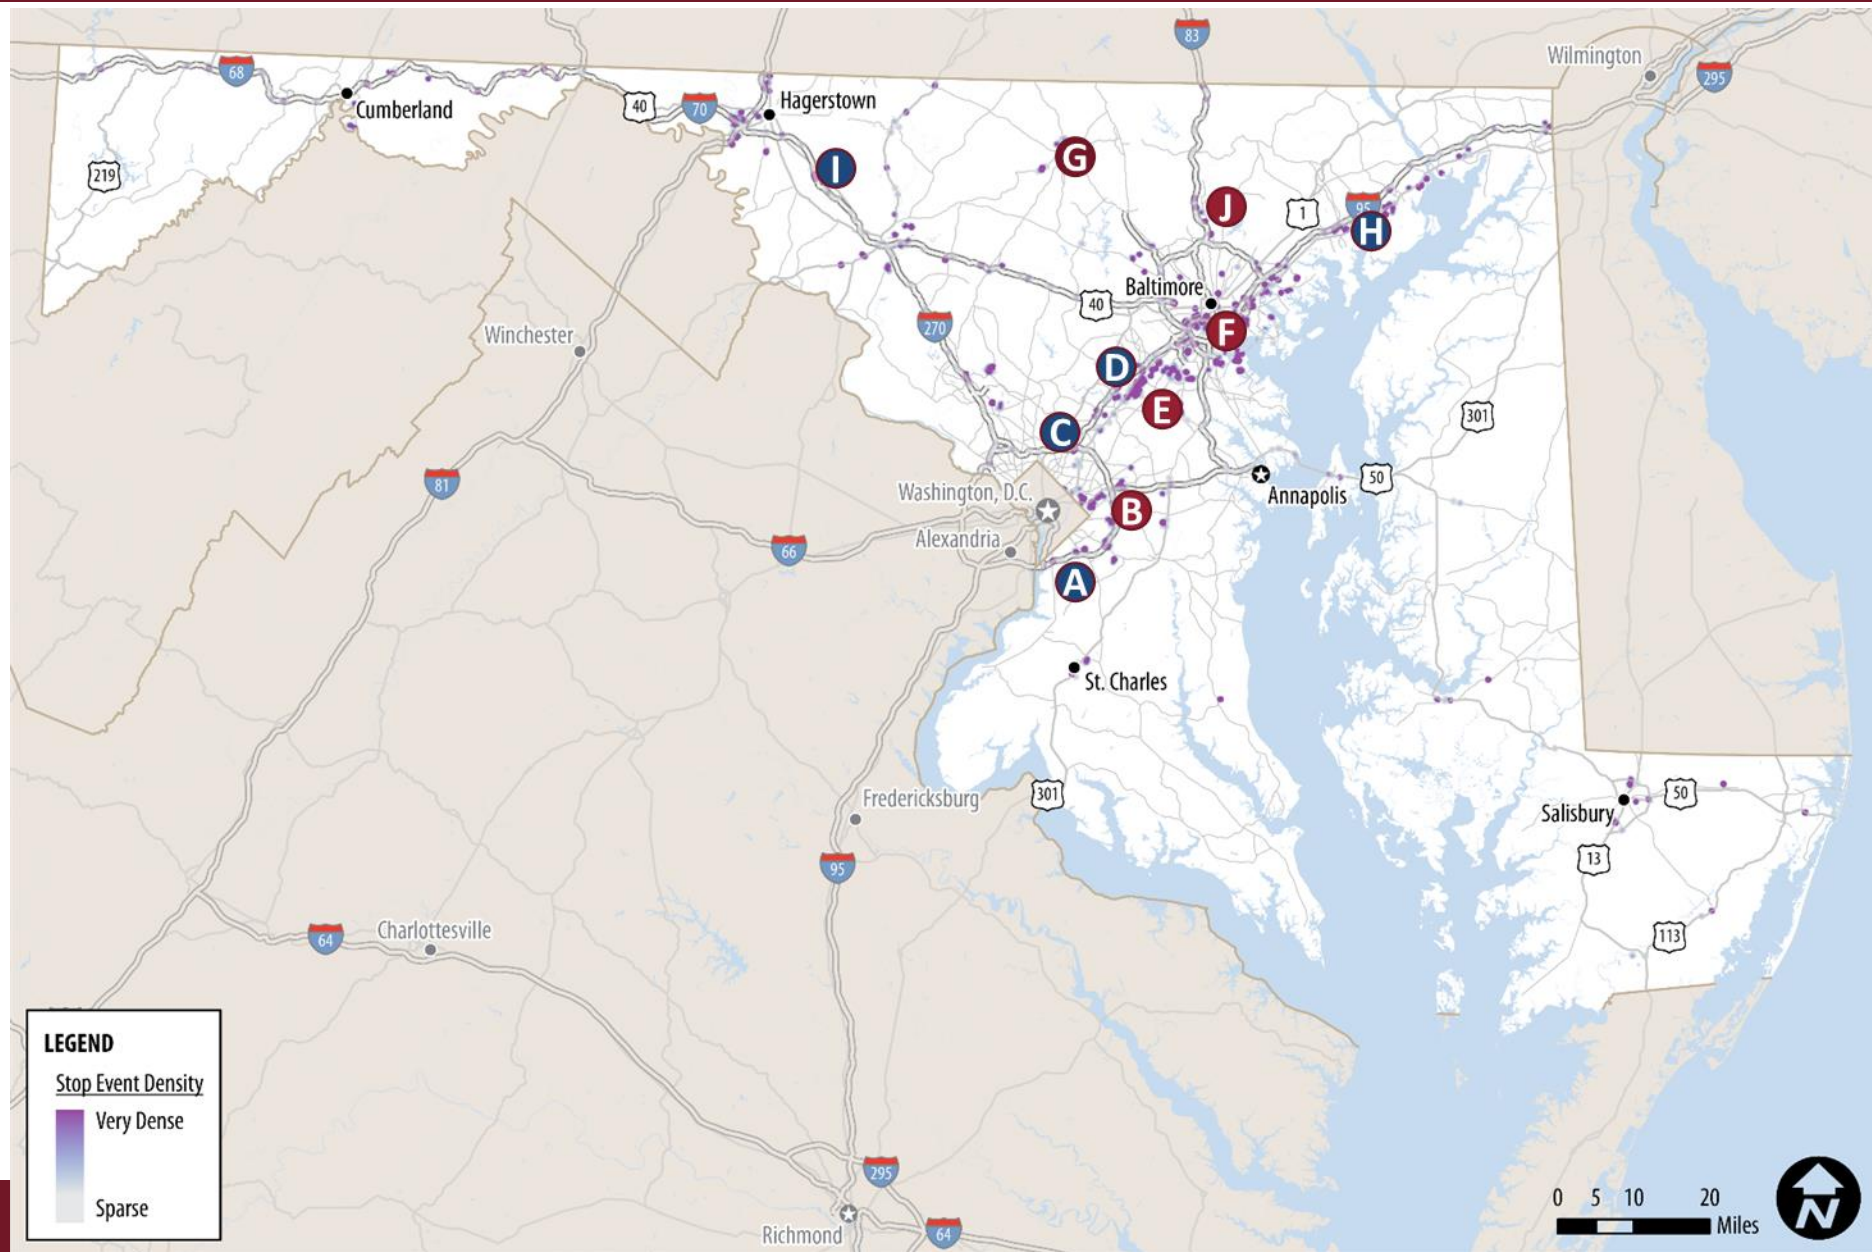 83
Wilmington
295
68
Cumberland
40
70
Hagerstown
219
I
G
J
1
95
H
Baltimore
40
270
F
Winchester
D
E
301
C
81
Washington, D.C.
50
Annapolis
B
66
Alexandria
A
St. Charles
301
Fredericksburg
50
Salisbury
13
95
64
Charlottesville
113
LEGEND
Stop Event Density
Very Dense
Sparse
295
Richmond
64
0 5 10 20
Miles
N